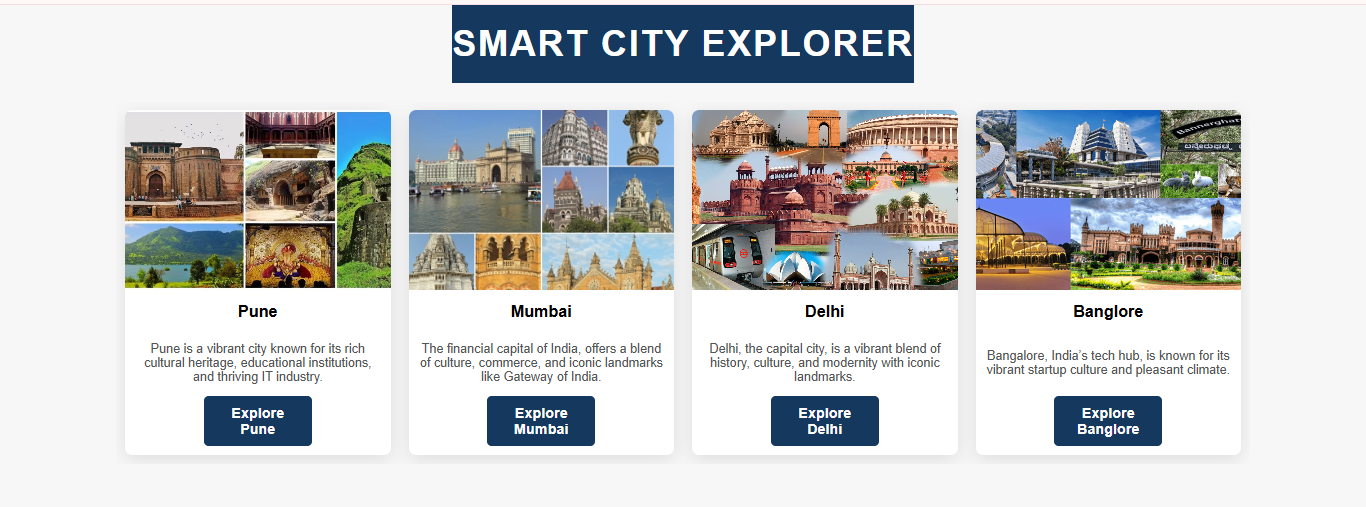 SMART CITY EXPLORER
Bannerghat
Pune
Pune is a vibrant city known for its rich
cultural heritage, educational institutions,
and thriving IT industry.
Explore
Pune
Mumbai
The financial capital of India, offers a blend
of culture, commerce, and iconic landmarks
like Gateway of India.
Explore
Mumbai
Delhi
Delhi, the capital city, is a vibrant blend of
history, culture, and modernity with iconic
landmarks.
Explore
Delhi
Banglore
Bangalore, India’s tech hub, is known for its
vibrant startup culture and pleasant climate.
Explore
Banglore